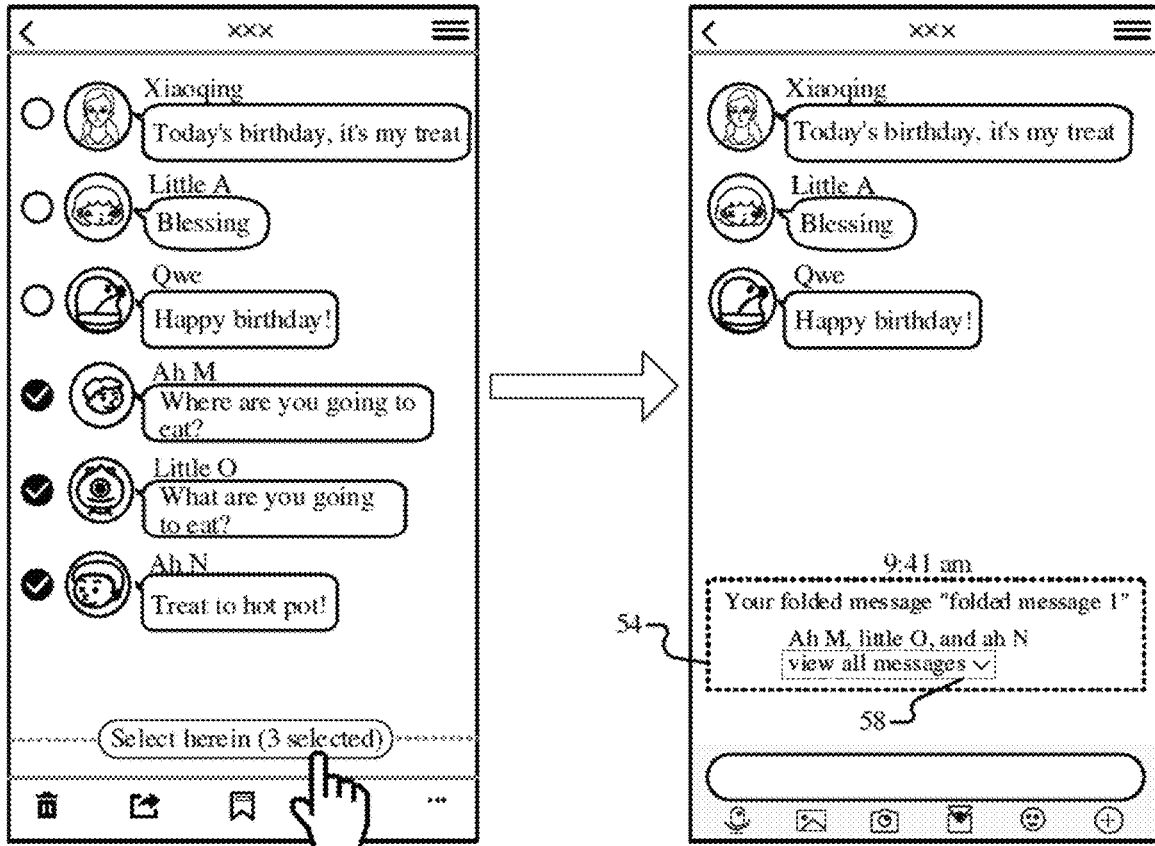 ×××
Xiaoqing
Today's birthday, it's my treat
Little A
Blessing
Qwe
Happy birthday!
Ah M
Where are you going to
eat?
Little O
What are you going
to eat?
Ah N
Treat to hot pot!
Select herein (3 selected)
×××
Xiaoqing
Today's birthday, it's my treat
Little A
Blessing
Qwe
Happy birthday!
9:41 am
Your folded message "folded message 1"
Ah M, little O, and ah N
view all messages
54
58